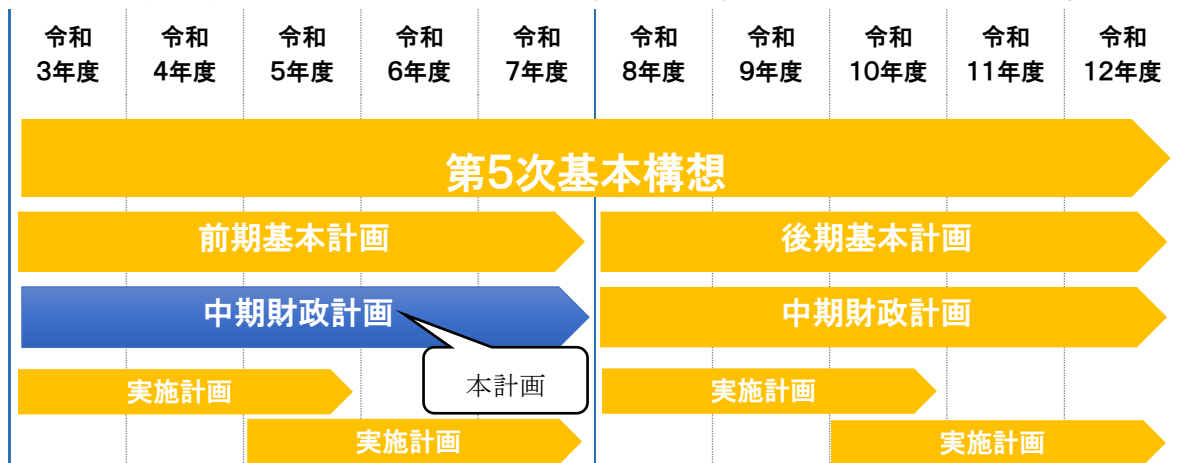 令和 令和 令和 令和 令和 令和 令和 令和 令和 令和
3年度 4年度 5年度 6年度 7年度 8年度 9年度 10年度 11年度 12年度
第5次基本構想
前期基本計画 後期基本計画
中期財政計画 中期財政計画
本計画
実施計画 実施計画
実施計画 実施計画